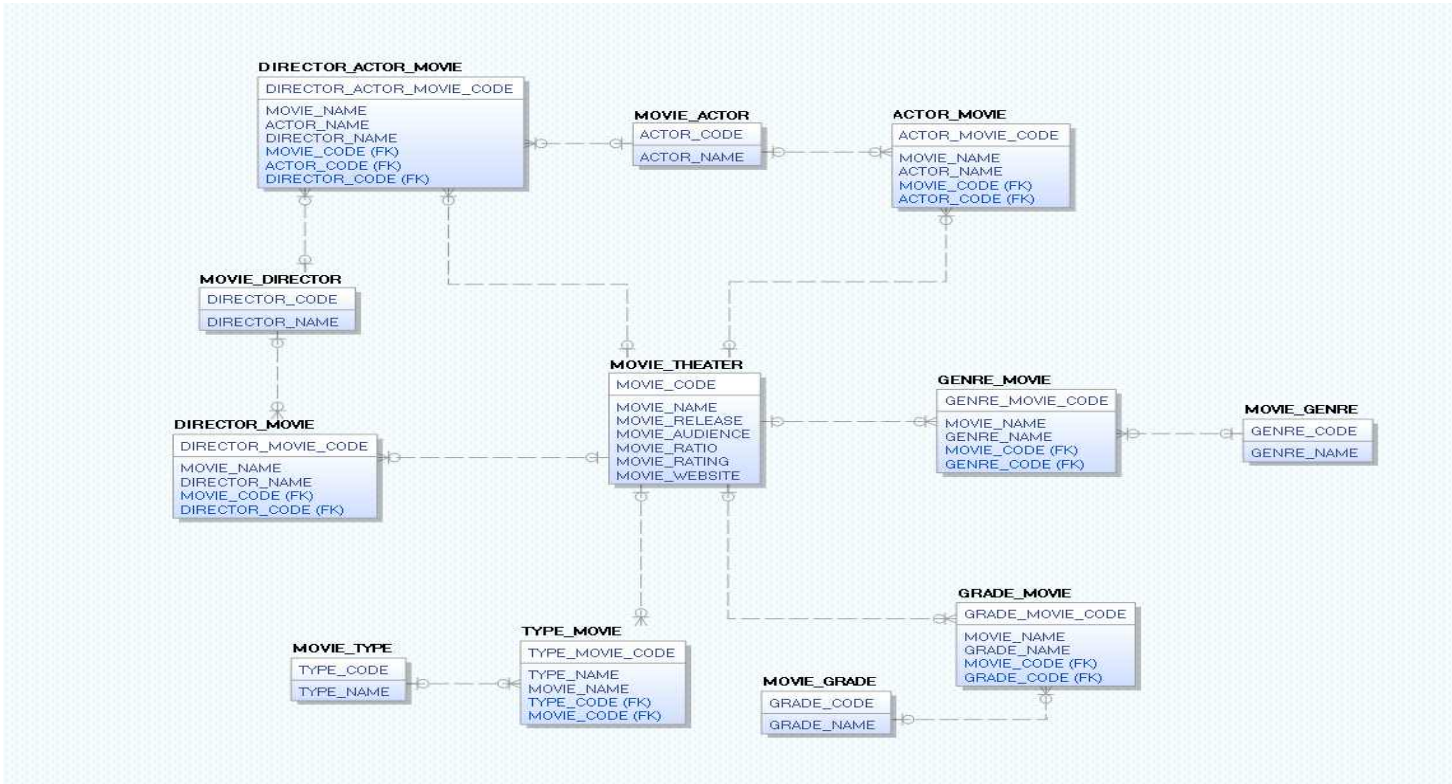 DIRECTOR_ACTOR_MOVIE
DIRECTOR_ACTOR_MOVIE_CODE
MOVIE_NAME
ACTOR_NAME
DIRECTOR_NAME
MOVIE_CODE (FK)
ACTOR_CODE (FK)
DIRECTOR_CODE (FK)
MOVIE_ACTOR
ACTOR_CODE
ACTOR_NAME
ACTOR_MOVIE
ACTOR_MOVIE_CODE
MOVIE_NAME
ACTOR_NAME
MOVIE_CODE (FK)
ACTOR_CODE (FK)
MOVIE_DIRECTOR
DIRECTOR_CODE
DIRECTOR_NAME
MOVIE_THEATER
MOVIE_CODE
MOVIE_NAME
MOVIE_RELEASE
MOVIE_AUDIENCE
MOVIE_RATIO
MOVIE_RATING
MOVIE_WEBSITE
GENRE_MOVIE
GENRE_MOVIE_CODE
MOVIE_NAME
GENRE_NAME
MOVIE_CODE (FK)
GENRE_CODE (FK)
MOVIE_GENRE
GENRE_CODE
GENRE_NAME
DIRECTOR_MOVIE
DIRECTOR_MOVIE_CODE
MOVIE_NAME
DIRECTOR_NAME
MOVIE_CODE (FK)
DIRECTOR_CODE (FK)
MOVIE_TYPE
TYPE_CODE
TYPE_NAME
TYPE_MOVIE
TYPE_MOVIE_CODE
TYPE_NAME
MOVIE_NAME
TYPE_CODE (FK)
MOVIE_CODE (FK)
GRADE_MOVIE
GRADE_MOVIE_CODE
MOVIE_NAME
GRADE_NAME
MOVIE_CODE (FK)
GRADE_CODE (FK)
MOVIE_GRADE
GRADE_CODE
GRADE_NAME